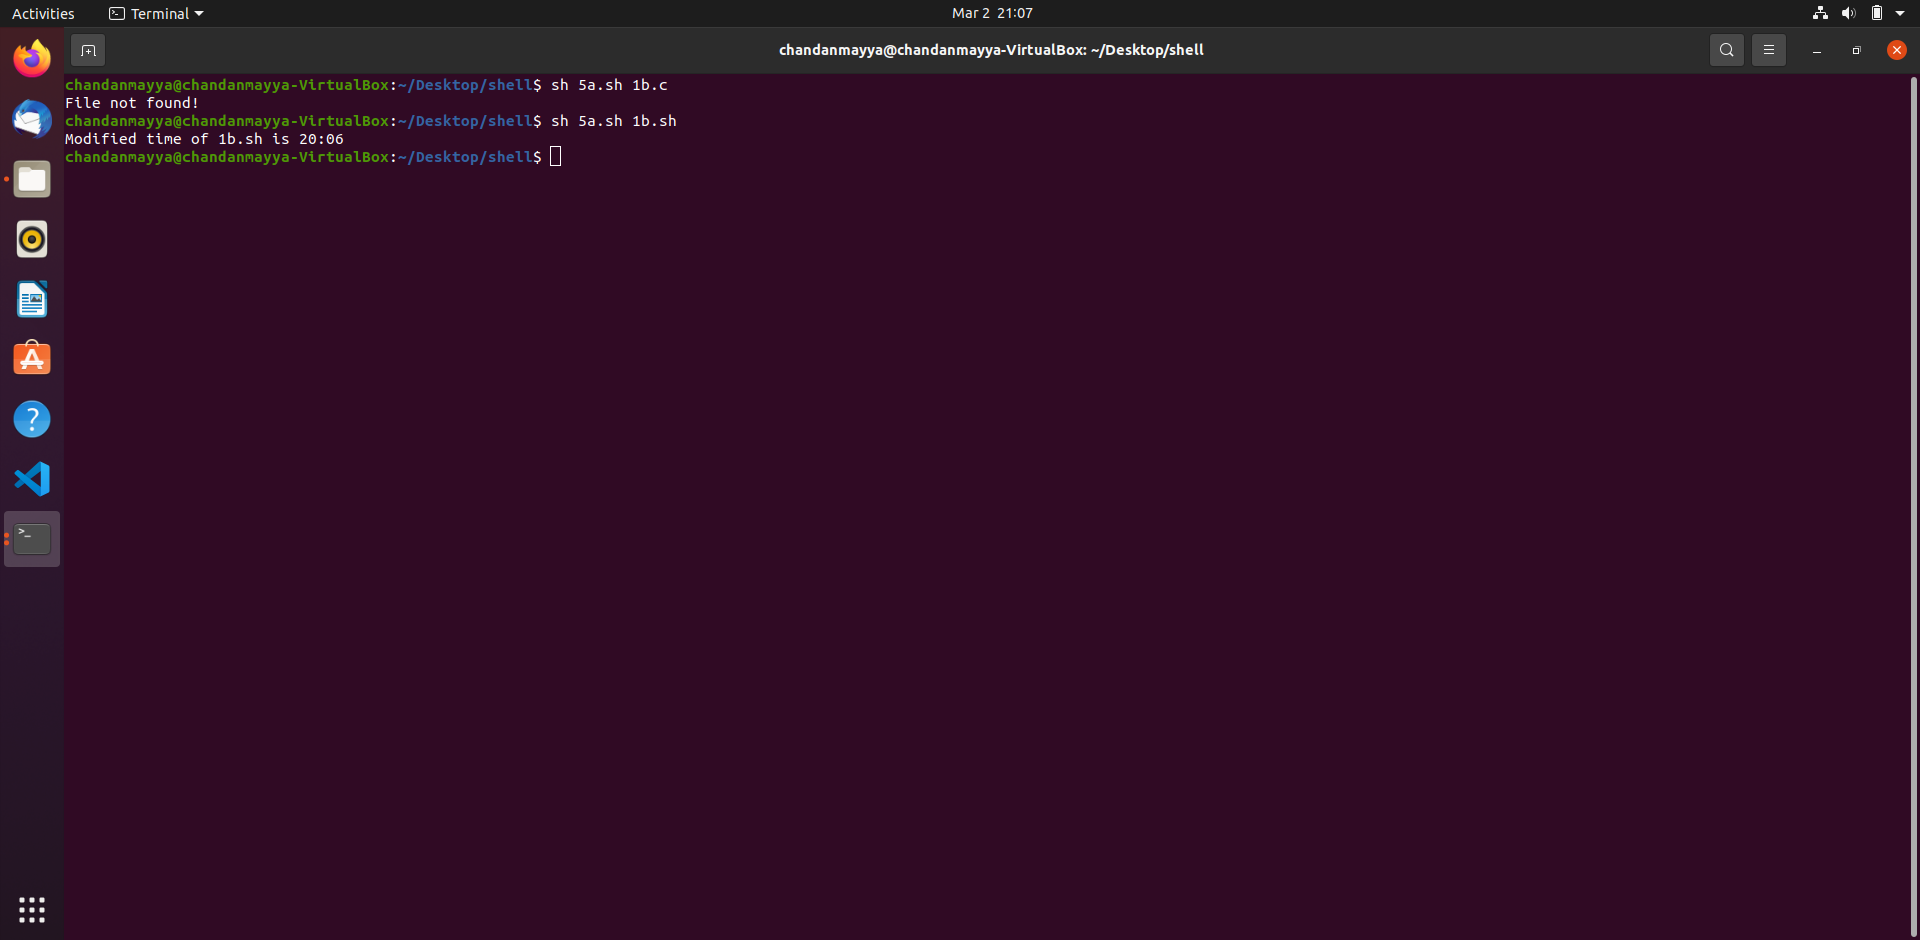 Activities
Terminal
Mar 2 21:07
chandanmayya@chandanmayya-VirtualBox: ~/Desktop/shell
chandanmayya@chandanmayya-VirtualBox:~/Desktop/shell$ sh 5a.sh 1b.c
File not found!
chandanmayya@chandanmayya-VirtualBox:~/Desktop/shell$ sh 5a.sh 1b.sh
Modified time of 1b.sh is 20:06
chandanmayya@chandanmayya-VirtualBox:~/Desktop/shell$